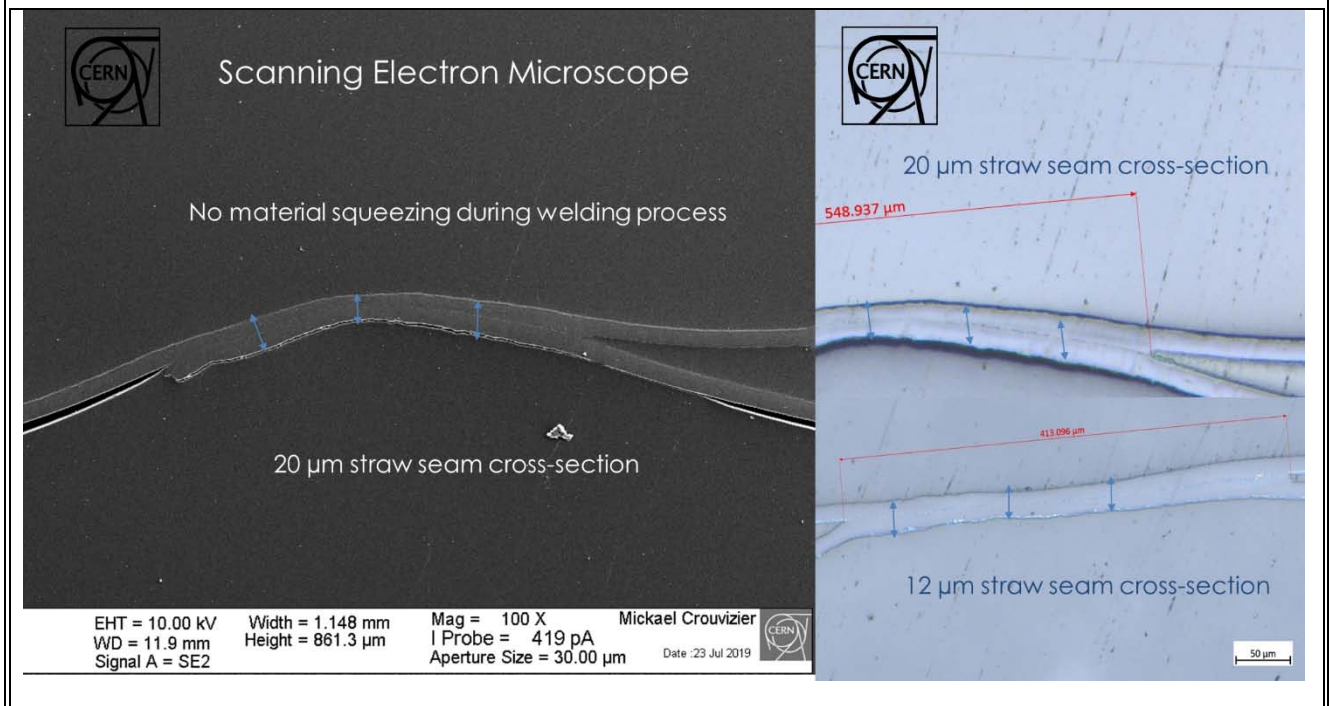 CERN
Scanning Electron Microscope
No material squeezing during welding process
20 µm straw seam cross-section
EHT = 10.00 kV
WD = 11.9 mm
Signal A = SE2
Width = 1.148 mm
Height = 861.3 µm
Mag = 100 X
I Probe = 419 pA
Aperture Size = 30.00 µm
Mickael Crouvizier
Date :23 Jul 2019
CERN
CERN
20 µm straw seam cross-section
548.937 µm
413.096 µm
12 µm straw seam cross-section
50 µm